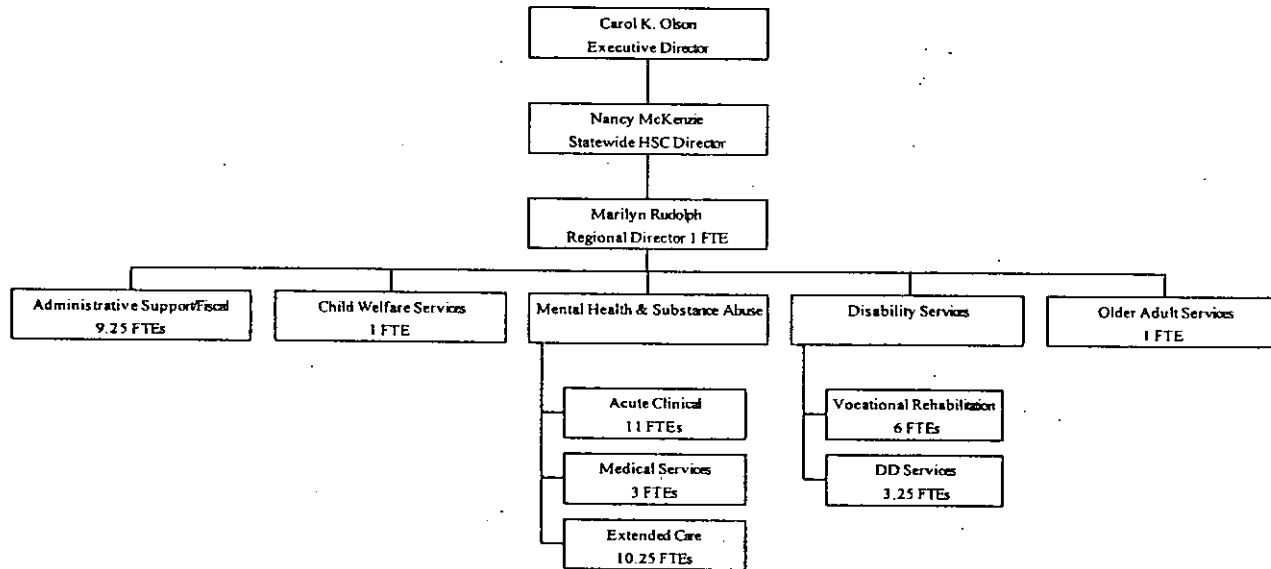 Carol K. Olson
Executive Director
Nancy McKenzie
Statewide HSC Director
Marilyn Rudolph
Regional Director 1 FTE
Administrative Support/Fiscal
9.25 FTEs
Child Welfare Services
1 FTE
Mental Health & Substance Abuse
Disability Services
Older Adult Services
1 FTE
Acute Clinical
11 FTEs
Medical Services
3 FTEs
Extended Care
10.25 FTEs
Vocational Rehabilitation
6 FTEs
DD Services
3.25 FTEs